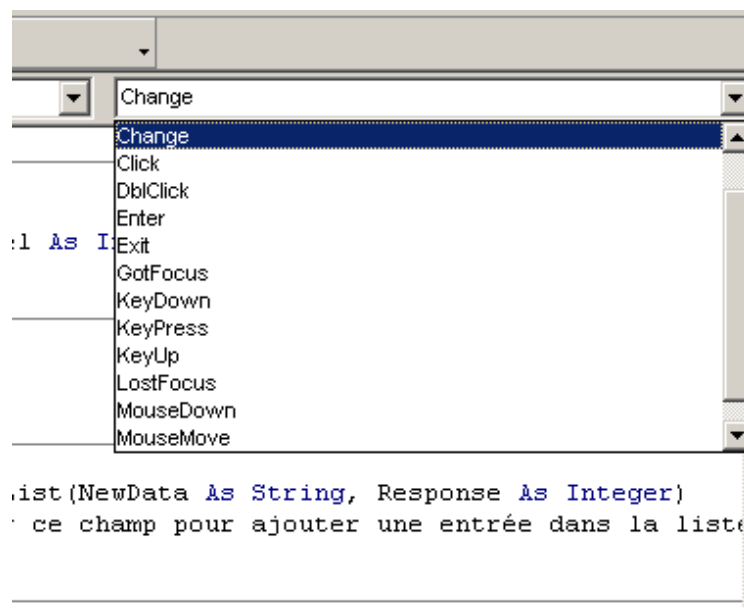 Change
Change
Click
DblClick
Enter
As
Exit
GotFocus
KeyDown
KeyPress
KeyUp
LostFocus
MouseDown
MouseMove
ist(NewData As String, Response As Integer)
ce champ pour ajouter une entrée dans la liste